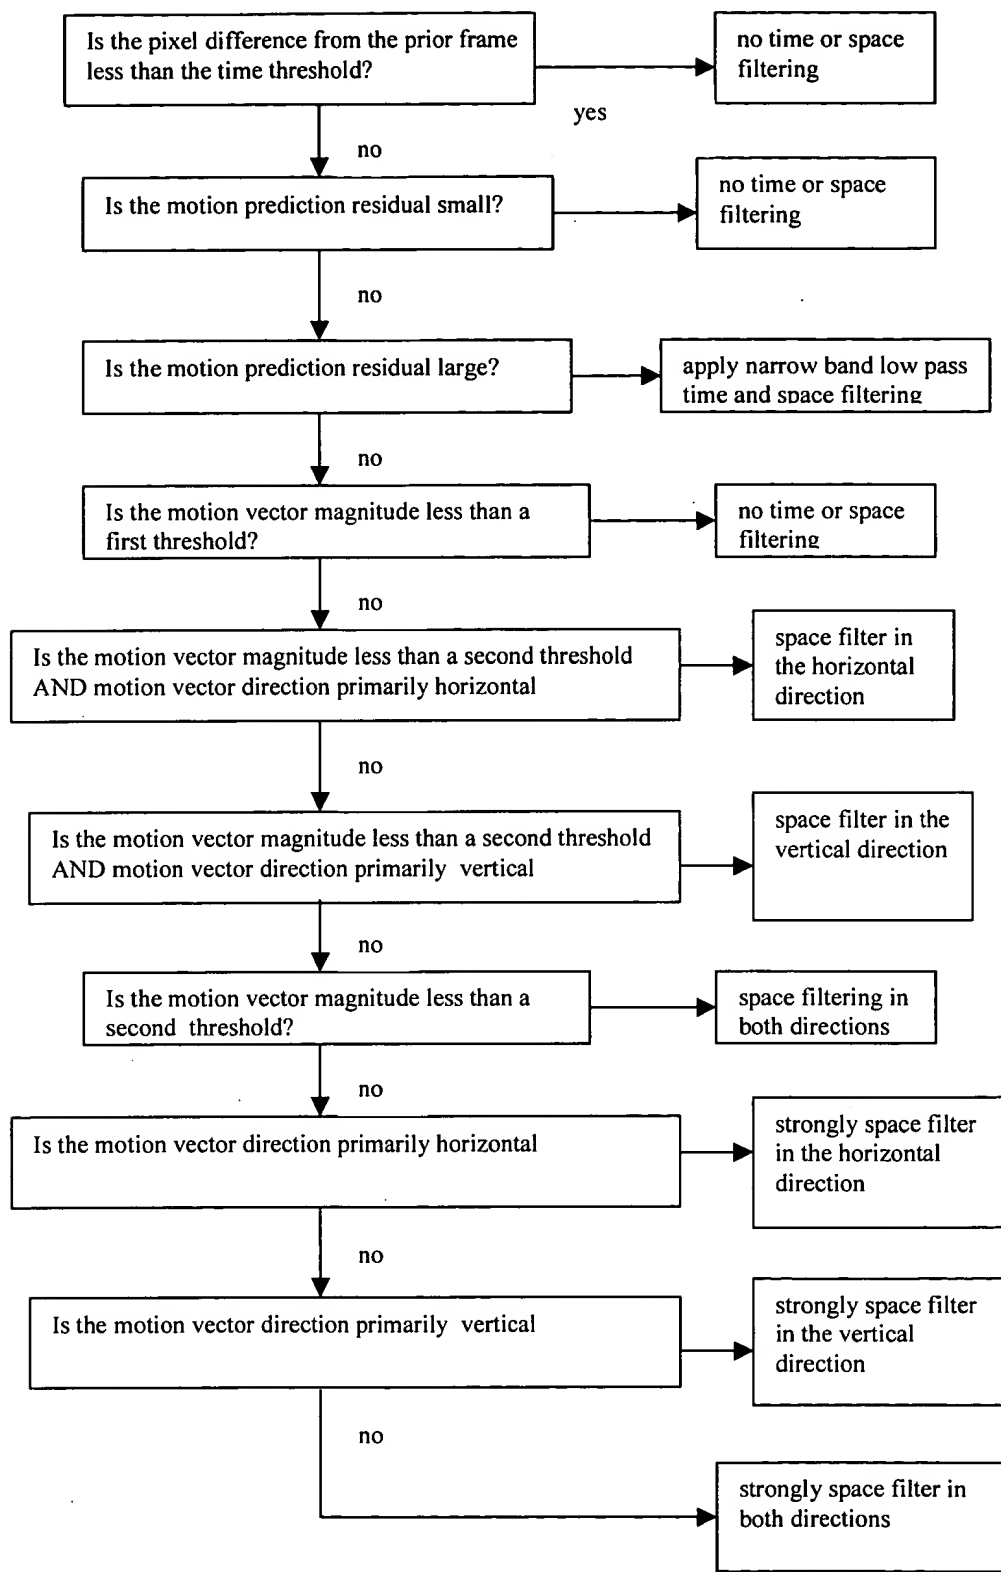 Is the pixel difference from the prior frame
less than the time threshold?
no time or space
filtering
yes
no
Is the motion prediction residual small?
no time or space
filtering
no
Is the motion prediction residual large?
apply narrow band low pass
time and space filtering
no
Is the motion vector magnitude less than a
first threshold?
no time or space
filtering
no
Is the motion vector magnitude less than a second threshold
AND motion vector direction primarily horizontal
space filter in
the horizontal
direction
no
Is the motion vector magnitude less than a second threshold
AND motion vector direction primarily vertical
space filter in the
vertical direction
no
Is the motion vector magnitude less than a
second threshold?
space filtering in
both directions
no
Is the motion vector direction primarily horizontal
strongly space filter
in the horizontal
direction
no
Is the motion vector direction primarily vertical
strongly space filter
in the vertical
direction
no
strongly space filter in
both directions